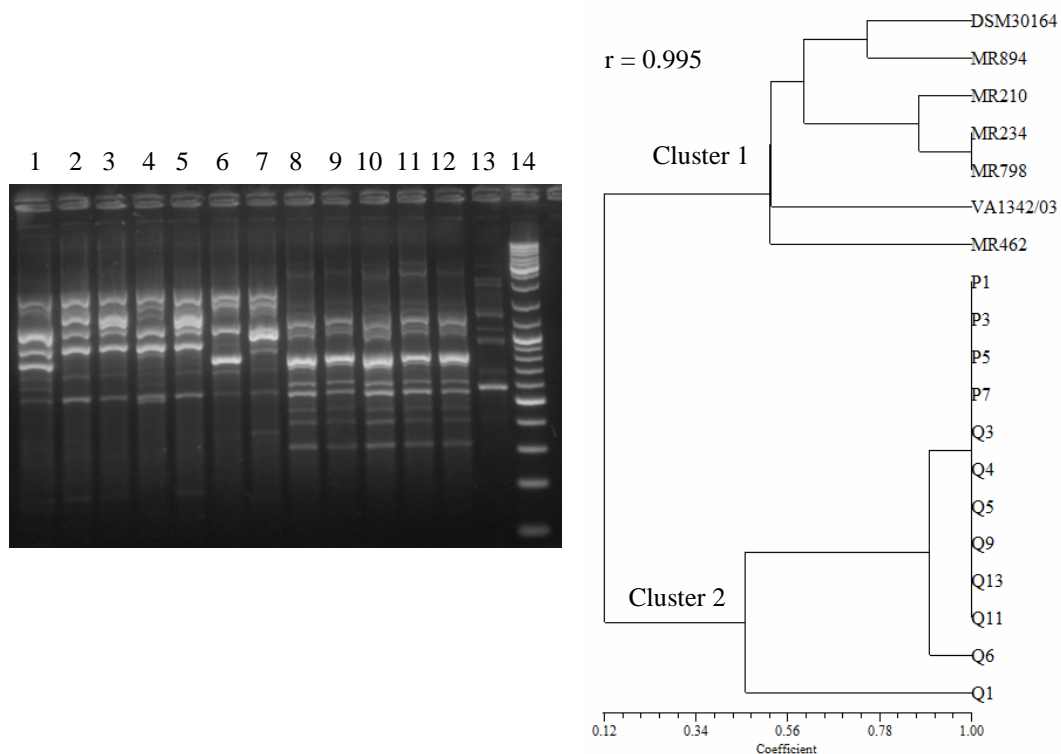 1 2 3 4 5 6 7 8 9 10 11 12 13 14
r = 0.995
Cluster 1
Cluster 2
DSM30164
MR894
MR210
MR234
MR798
VA1342/03
MR462
P1
P3
P5
P7
Q3
Q4
Q5
Q9
Q13
Q11
Q6
Q1
0.12 0.34 0.56 0.78 1.00
Coefficient